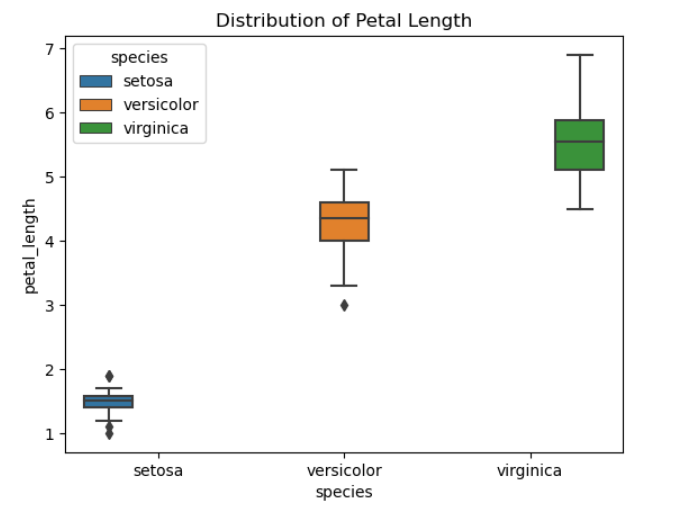 Distribution of Petal Length
species
setosa
versicolor
virginica
petal_length
7
6
5
4
3
2
1
setosa versicolor virginica
species